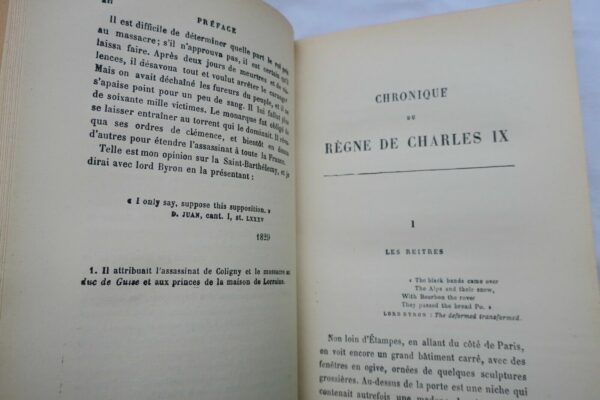 PRÉFACE
Il est difficile de déterminer quelle part le roi prit
au massacre; s'il n'approuva pas, il est certain qu'il
laissa faire. Après deux jours de meurtres et de vio-
lences, il désavoua tout et voulut arrêter le carnage¹
Mais on avait déchaîné les fureurs du peuple, et il ne
s'apaise point pour un peu de sang. Il lui fallut plus
de soixante mille victimes. Le monarque fut obligé de
se laisser entraîner au torrent qui le dominait. Il révo-
qua ses ordres de clémence, et bientôt en donna
d'autres pour étendre l'assassinat à toute la France.
Telle est mon opinion sur la Saint-Barthélemy, et je
dirai avec lord Byron en la présentant :
« I only say, suppose this supposition. »
D. JUAN, cant. I, st. LXXXV
1829
1. Il attribuait l'assassinat de Coligny et le massacre au
duc de Guise et aux princes de la maison de Lorraine.
CHRONIQUE
DU
RÈGNE DE CHARLES IX
I
LES REITRES
« The black bands came over
The Alps and their snow,
With Bourbon the rover
They passed the broad Po. »
LORD BYRON : The deformed transformed.
Non loin d'Étampes, en allant du côté de Paris,
on voit encore un grand bâtiment carré, avec des
fenêtres en ogive, ornées de quelques sculptures
grossières. Au-dessus de la porte est une niche qui
contenait autrefois une